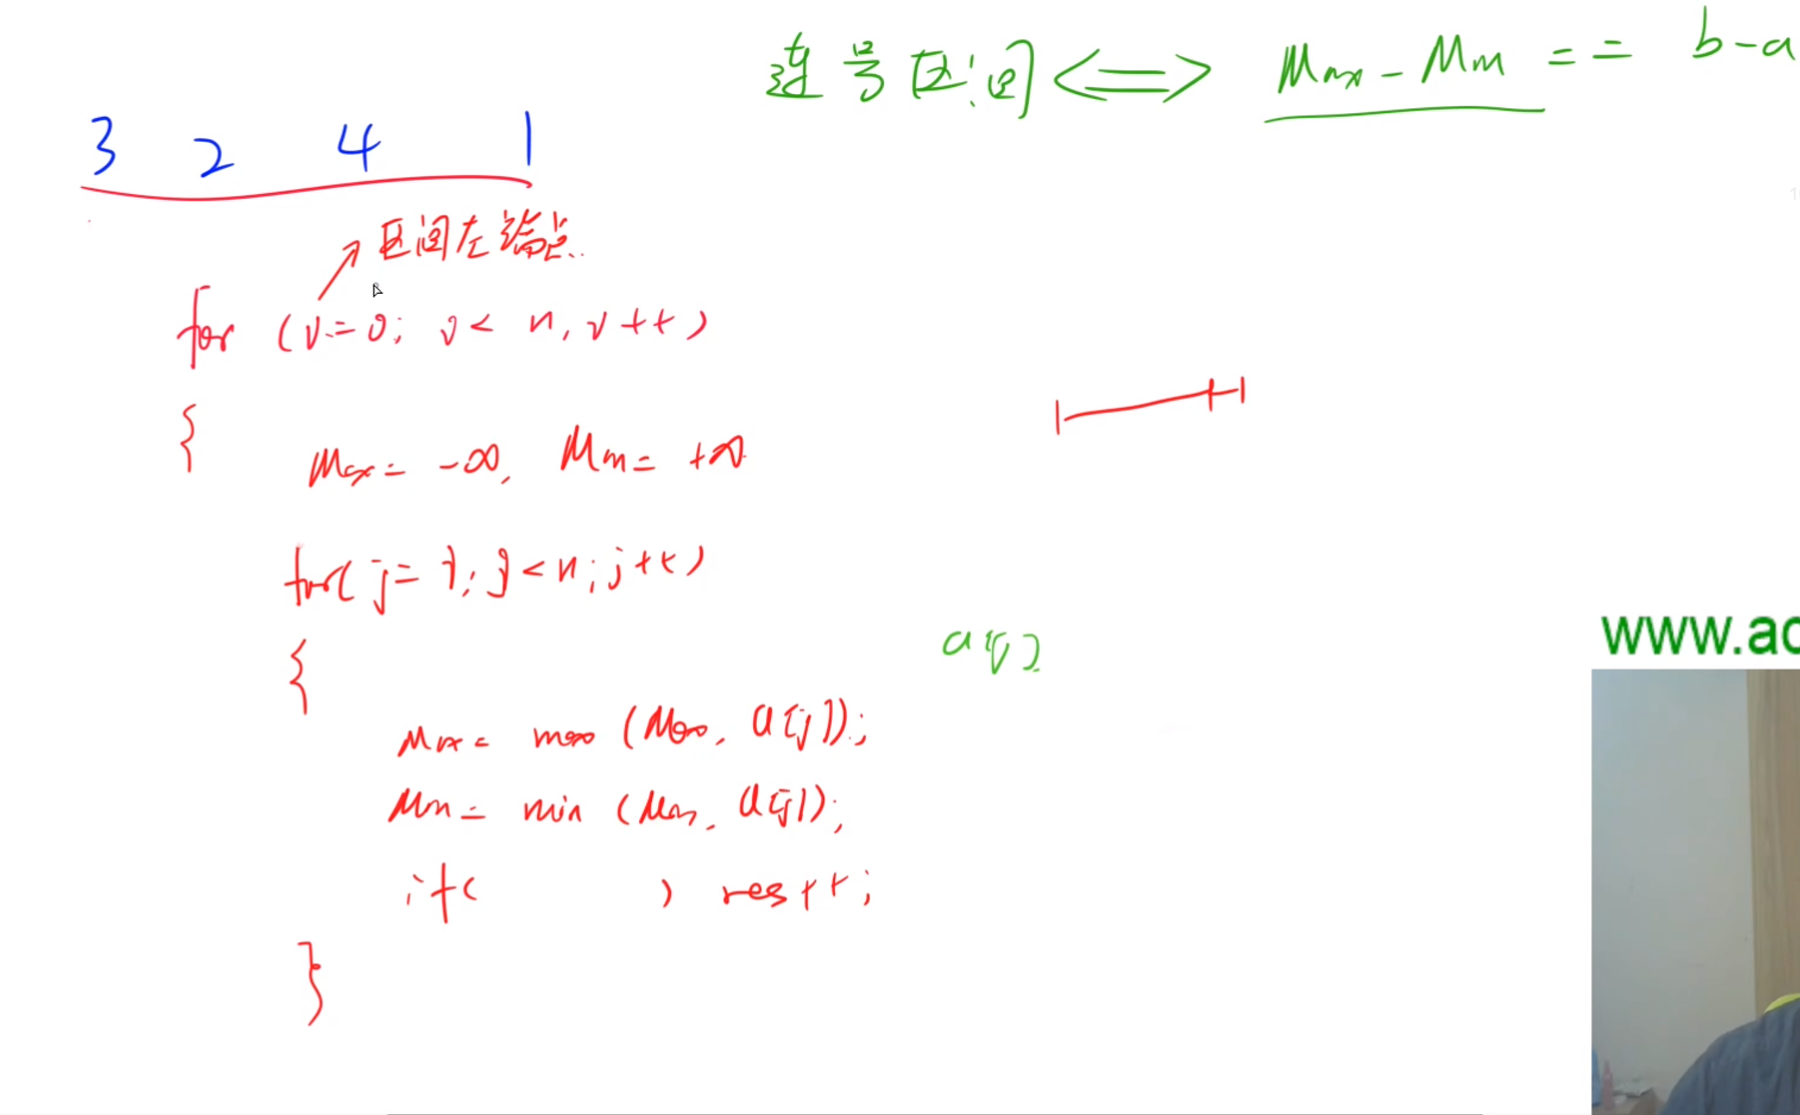 连号区间 <=> Max - Min == b-a
3 2 4 1
区间左端点
for (i=0; i< n, i++)
{
Max = -∞, Min = +∞
for( j= i; j<n; j++)
{
a[j]
Max = max (Max, a[j]);
Min = min (Min, a[j]);
if( ) res++;
}
www.ac